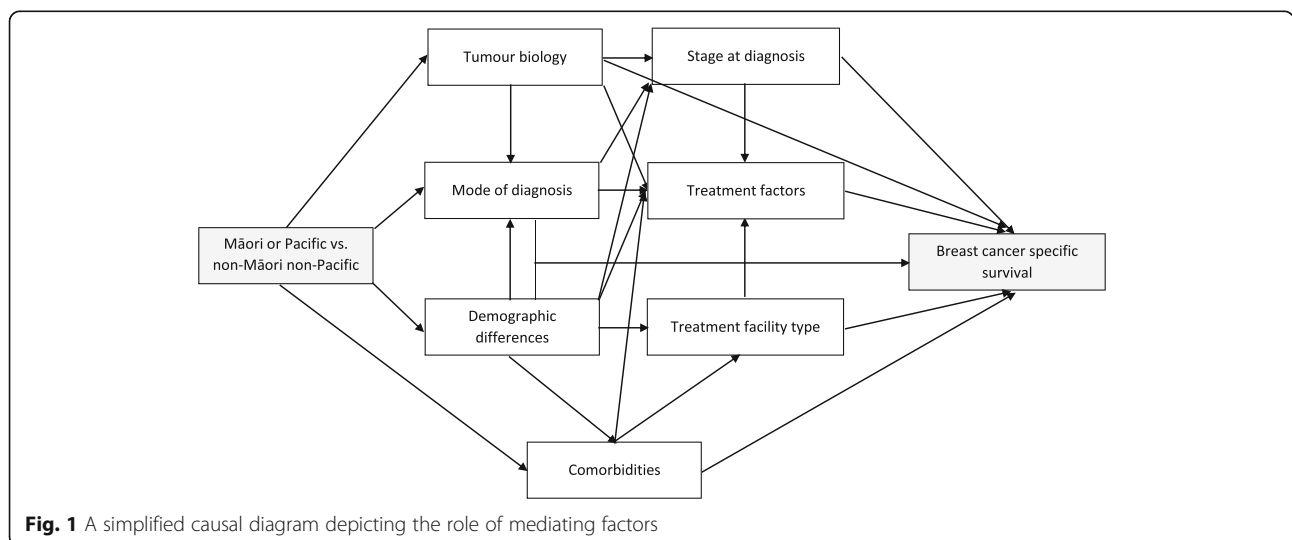 Tumour biology
Stage at diagnosis
Mode of diagnosis
Treatment factors
Māori or Pacific vs.
non-Māori non-Pacific
Breast cancer specific
survival
Demographic
differences
Treatment facility type
Comorbidities
Fig. 1 A simplified causal diagram depicting the role of mediating factors